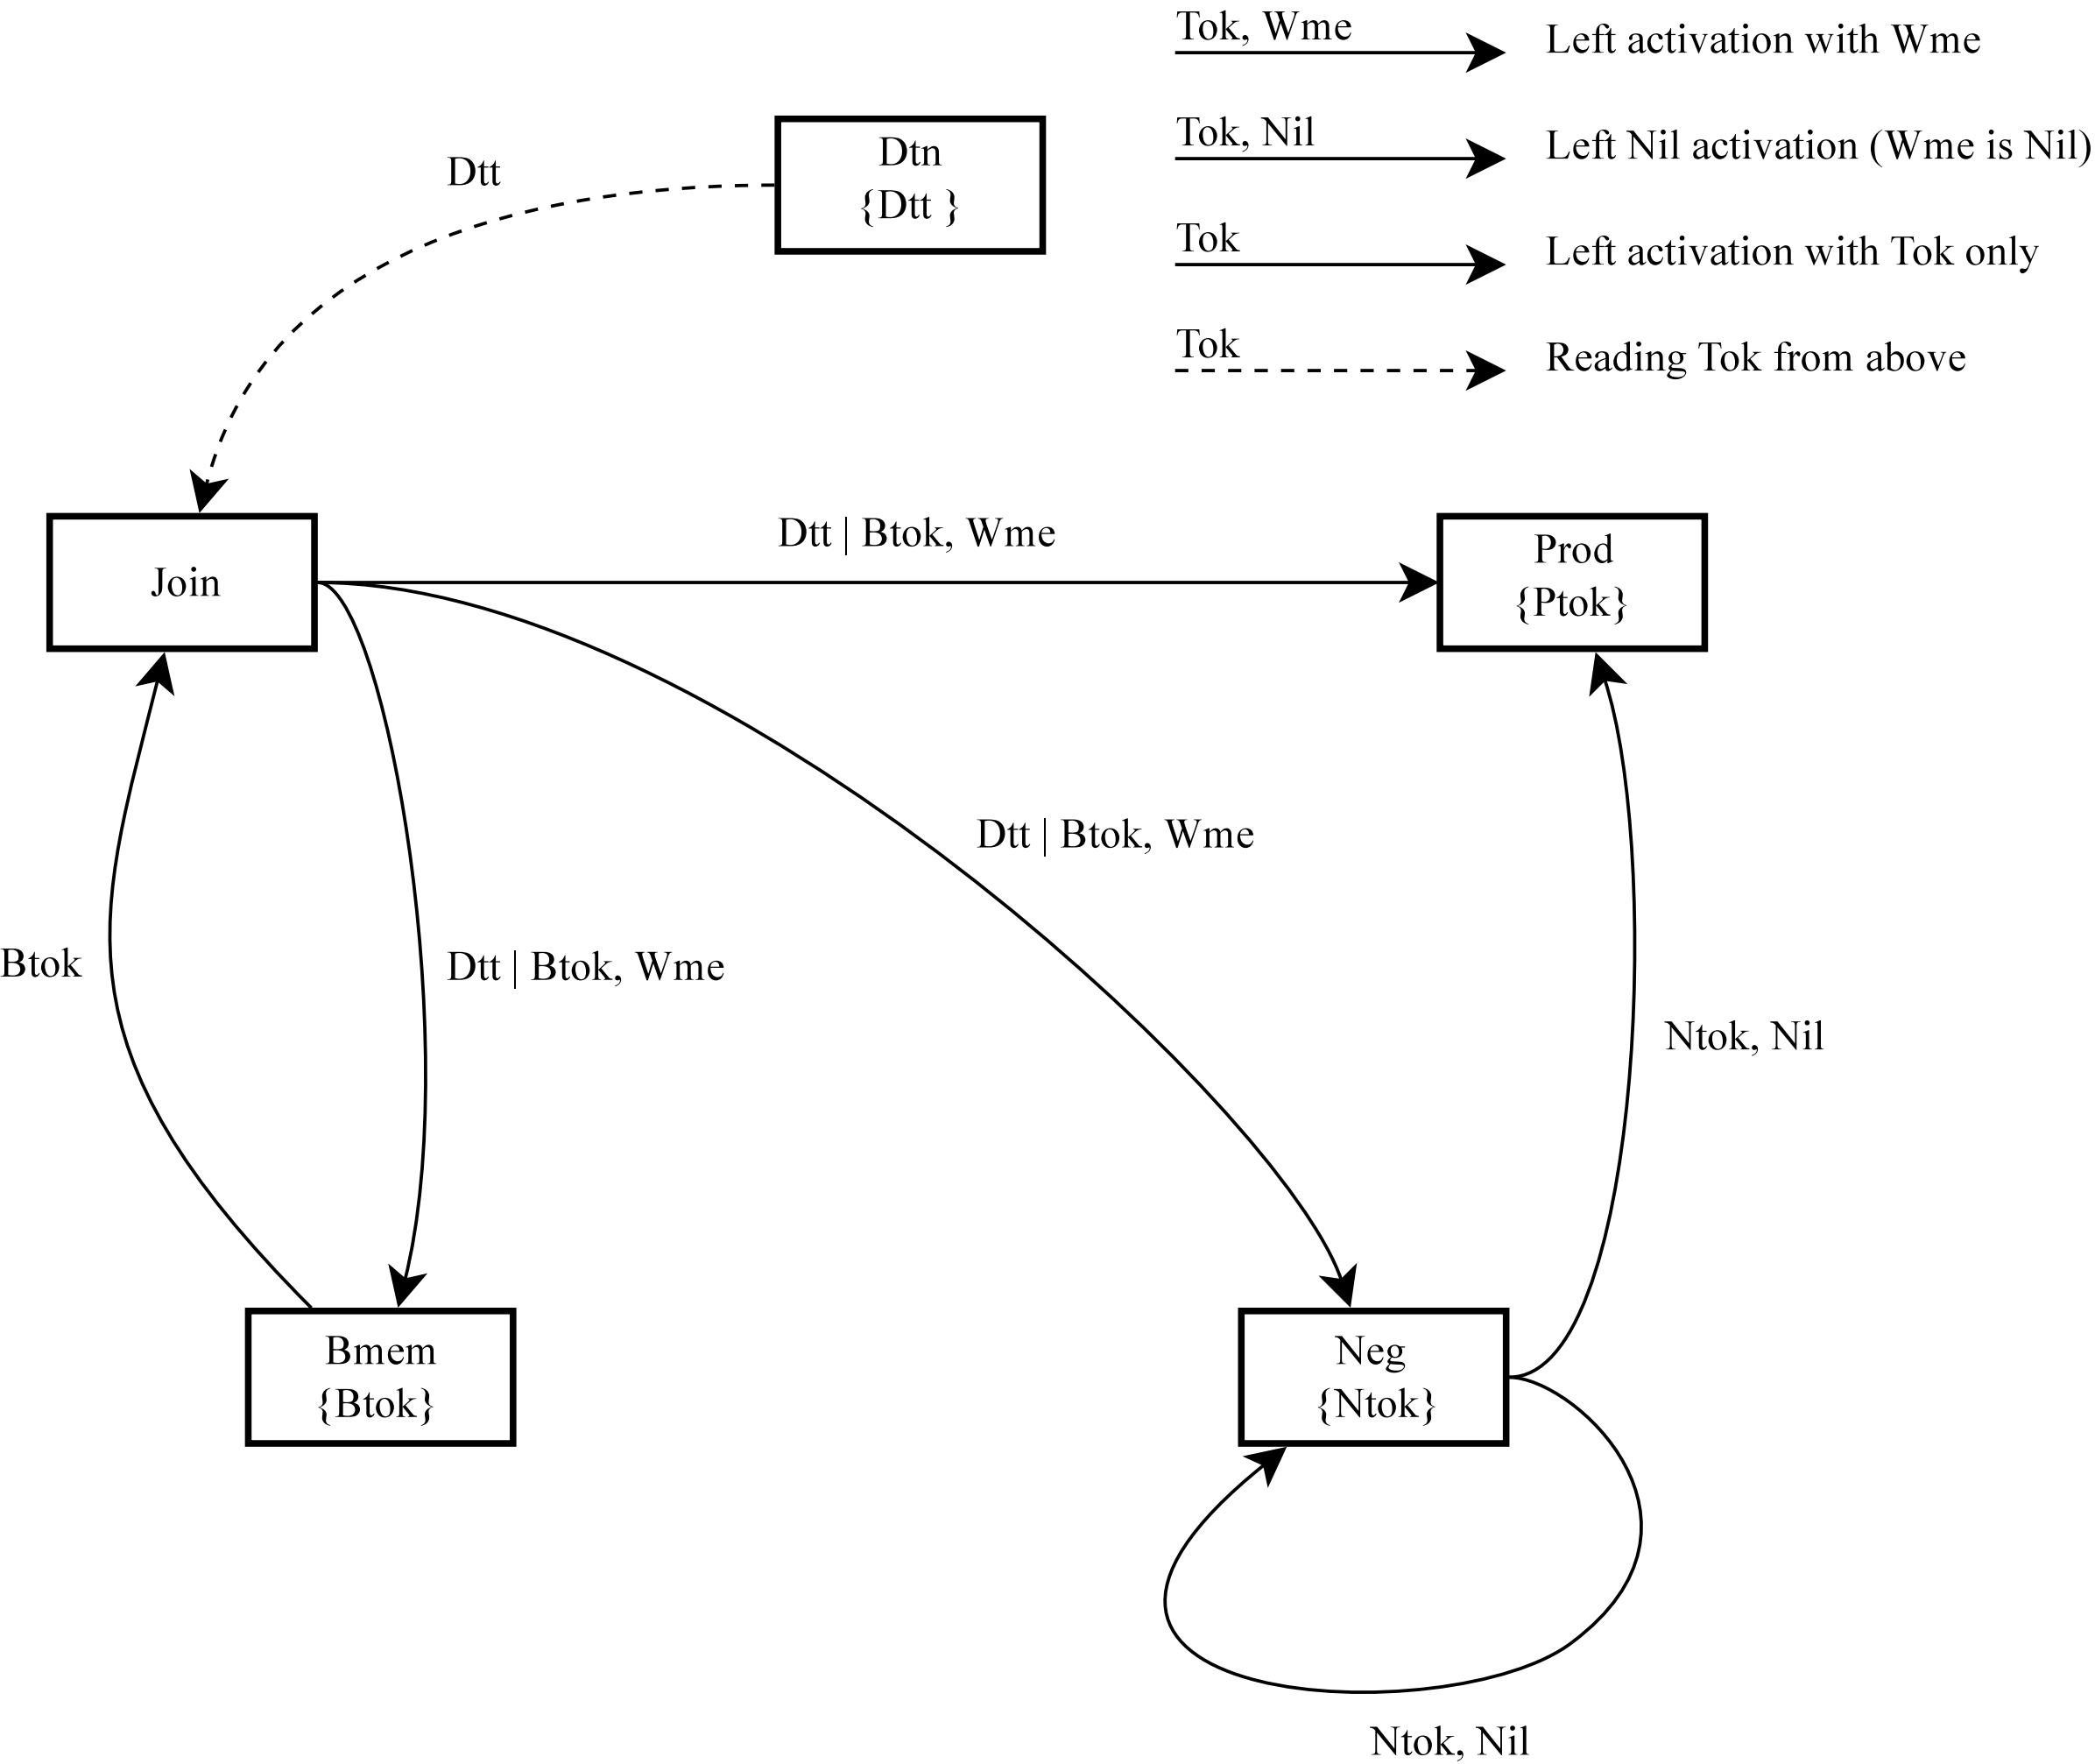 Tok, Wme
Left activation with Wme
Tok, Nil
Left Nil activation (Wme is Nil)
Tok
Left activation with Tok only
Tok
Reading Tok from above
Dtn
{Dtt }
Dtt
Join
Dtt | Btok, Wme
Prod
{Ptok}
Dtt | Btok, Wme
Btok
Dtt | Btok, Wme
Ntok, Nil
Bmem
{Btok}
Neg
{Ntok}
Ntok, Nil